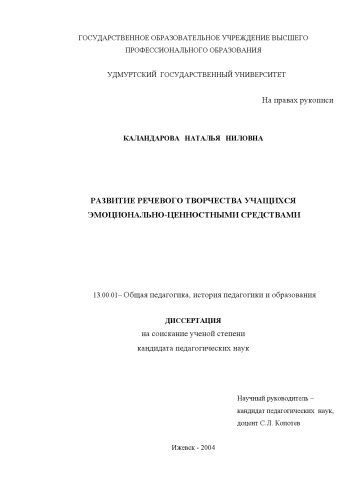 ГОСУДАРСТВЕННОЕ ОБРАЗОВАТЕЛЬНОЕ УЧРЕЖДЕНИЕ ВЫСШЕГО
ПРОФЕССИОНАЛЬНОГО ОБРАЗОВАНИЯ
УДМУРТСКИЙ ГОСУДАРСТВЕННЫЙ УНИВЕРСИТЕТ
На правах рукописи
КАЛАНДАРОВА НАТАЛЬЯ НИЛОВНА
РАЗВИТИЕ РЕЧЕВОГО ТВОРЧЕСТВА УЧАЩИХСЯ
ЭМОЦИОНАЛЬНО-ЦЕННОСТНЫМИ СРЕДСТВАМИ
13.00.01– Общая педагогика, история педагогики и образования
ДИССЕРТАЦИЯ
на соискание ученой степени
кандидата педагогических наук
Научный руководитель –
кандидат педагогических наук,
доцент С.Л. Конотов
Ижевск - 2004